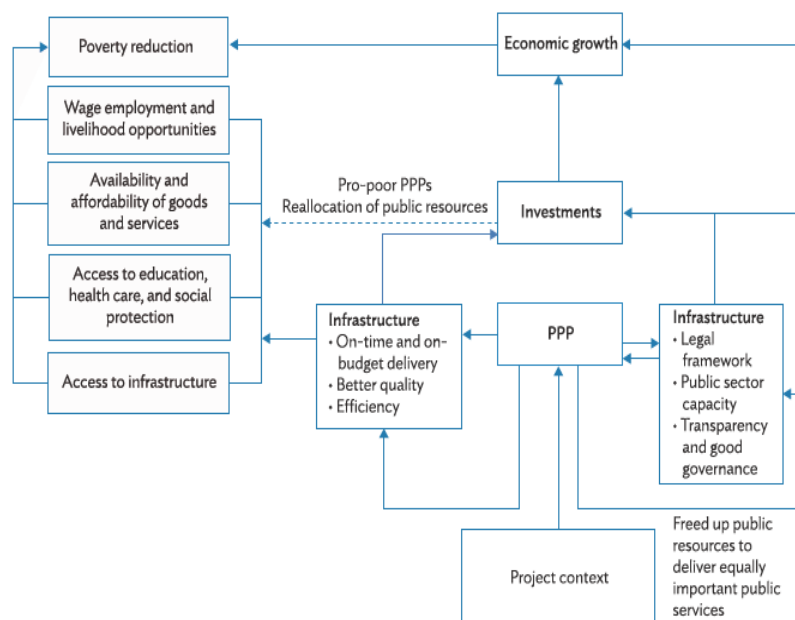 Poverty reduction
Economic growth
Wage employment and
livelihood opportunities
Availability and
affordability of goods
and services
Pro-poor PPPs
Reallocation of public resources
Investments
Access to education,
health care, and social
protection
Access to infrastructure
Infrastructure
• On-time and on-
budget delivery
• Better quality
• Efficiency
PPP
Infrastructure
• Legal
framework
• Public sector
capacity
• Transparency
and good
governance
Project context
Freed up public
resources to
deliver equally
important public
services